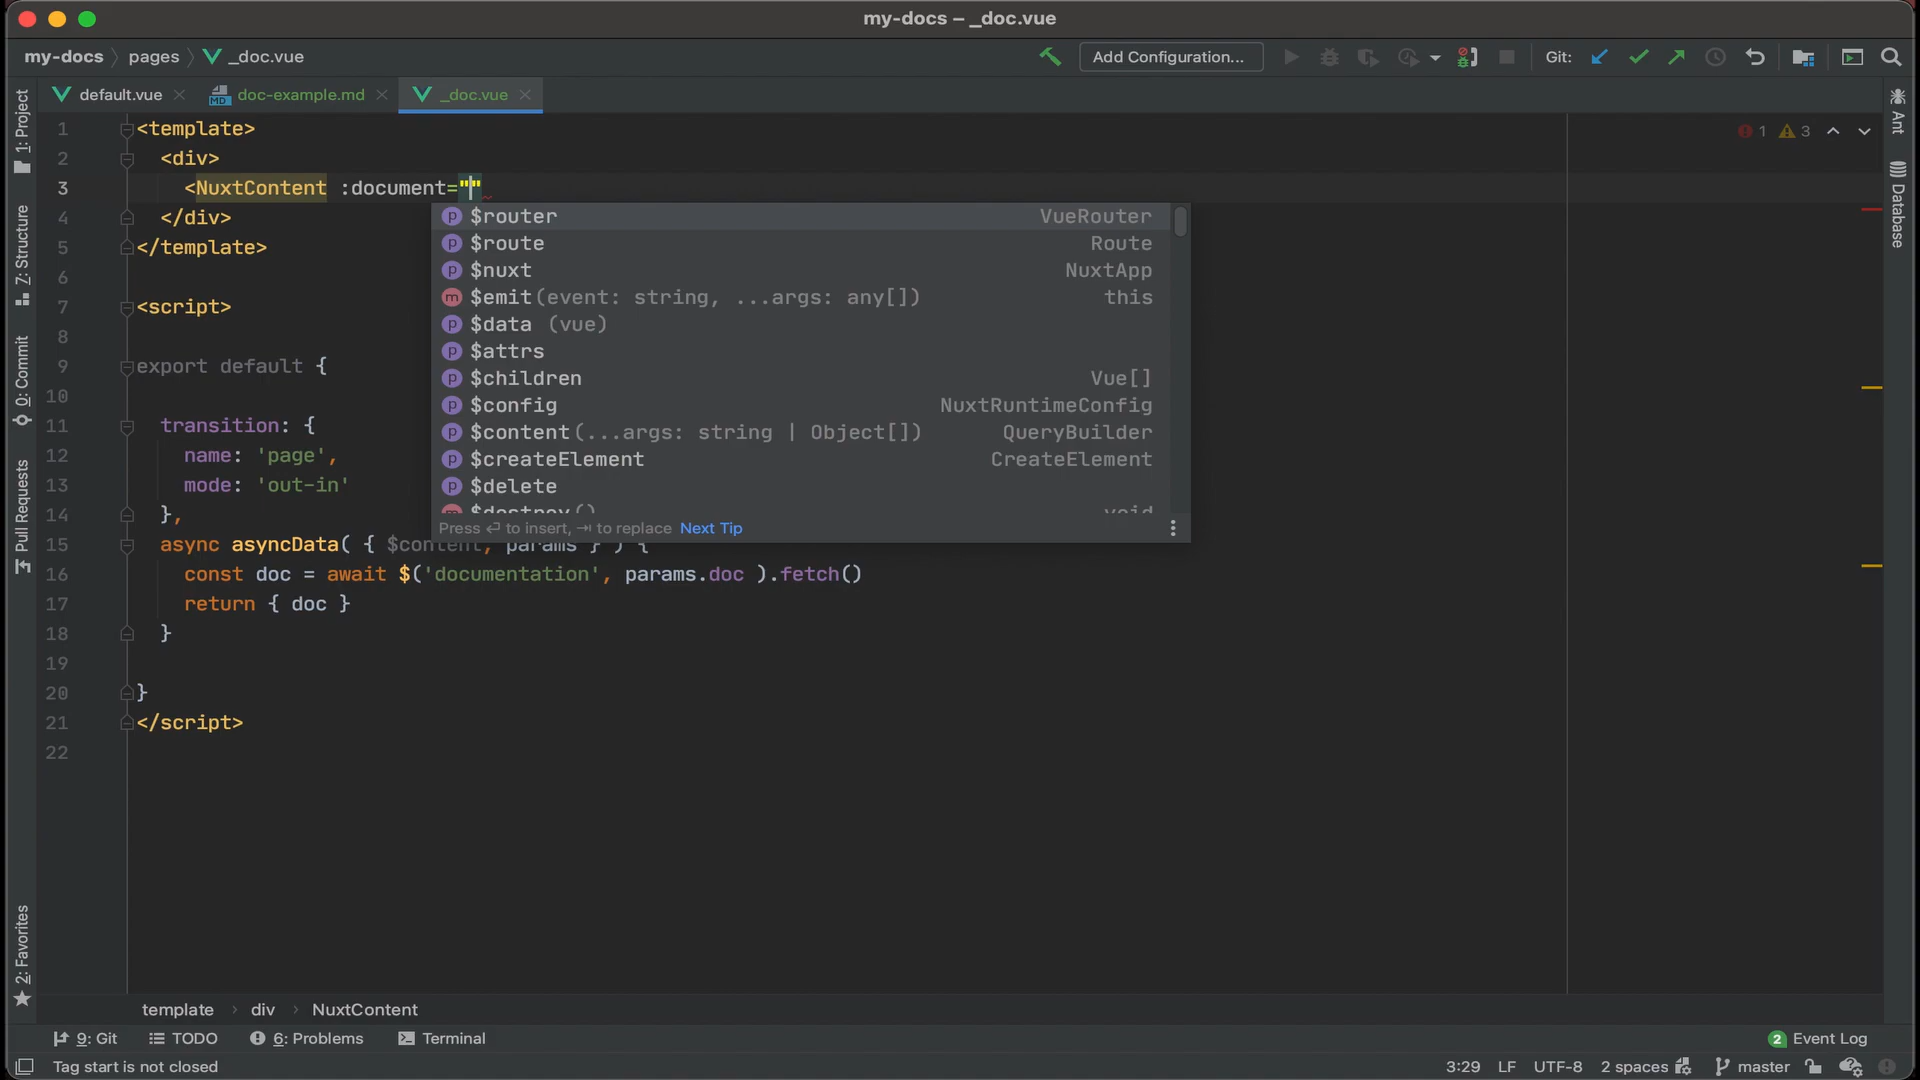 my-docs – _doc.vue
my-docs pages _doc.vue
Add Configuration...
Git:
default.vue
doc-example.md
_doc.vue
1: Project
7: Structure
0: Commit
Pull Requests
2: Favorites
Ant
Database
1 3
1 <template>
2 <div>
3 <NuxtContent :document=""
4 </div>
5 </template>
6
7 <script>
8
9 export default {
10
11 transition: {
12 name: 'page',
13 mode: 'out-in'
14 },
15 async asyncData( { $content, params } ) {
16 const doc = await $('documentation', params.doc ).fetch()
17 return { doc }
18 }
19
20 }
21 </script>
22
p $router VueRouter
p $route Route
p $nuxt NuxtApp
m $emit(event: string, ...args: any[]) this
p $data (vue)
p $attrs
p $children Vue[]
p $config NuxtRuntimeConfig
p $content(...args: string | Object[]) QueryBuilder
p $createElement CreateElement
p $delete
$destroy() void
Press ⏎ to insert, ⇥ to replace Next Tip
template › div › NuxtContent
9: Git
TODO
6: Problems
Terminal
2 Event Log
Tag start is not closed
3:29 LF UTF-8 2 spaces master